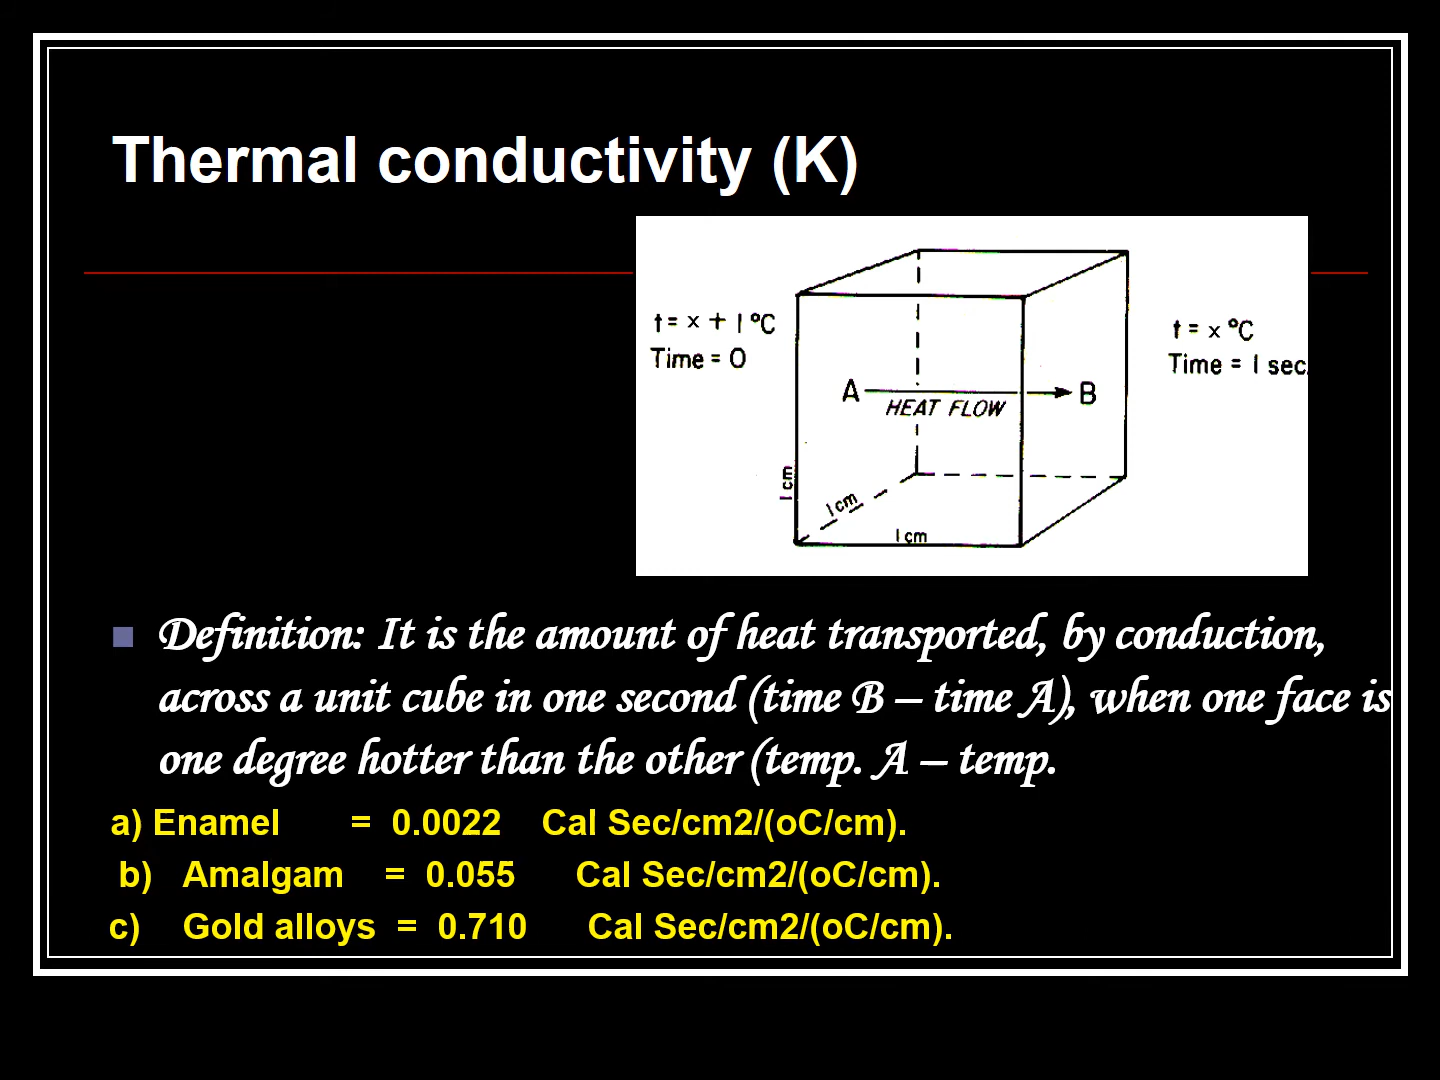 Thermal conductivity (K)
t = x + 1 °C
Time = 0
t = x °C
Time = 1 sec.
A
B
HEAT FLOW
1 cm
1 cm
1 cm
Definition: It is the amount of heat transported, by conduction,
across a unit cube in one second (time B – time A), when one face is
one degree hotter than the other (temp. A – temp.
a) Enamel = 0.0022 Cal Sec/cm2/(oC/cm).
b) Amalgam = 0.055 Cal Sec/cm2/(oC/cm).
c) Gold alloys = 0.710 Cal Sec/cm2/(oC/cm).